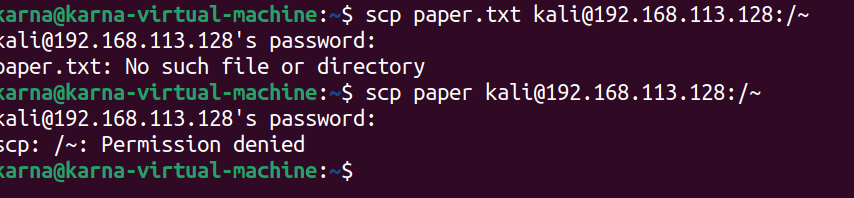 karna@karna-virtual-machine:~$ scp paper.txt kali@192.168.113.128:/~
kali@192.168.113.128's password:
paper.txt: No such file or directory
karna@karna-virtual-machine:~$ scp paper kali@192.168.113.128:/~
kali@192.168.113.128's password:
scp: /~: Permission denied
karna@karna-virtual-machine:~$